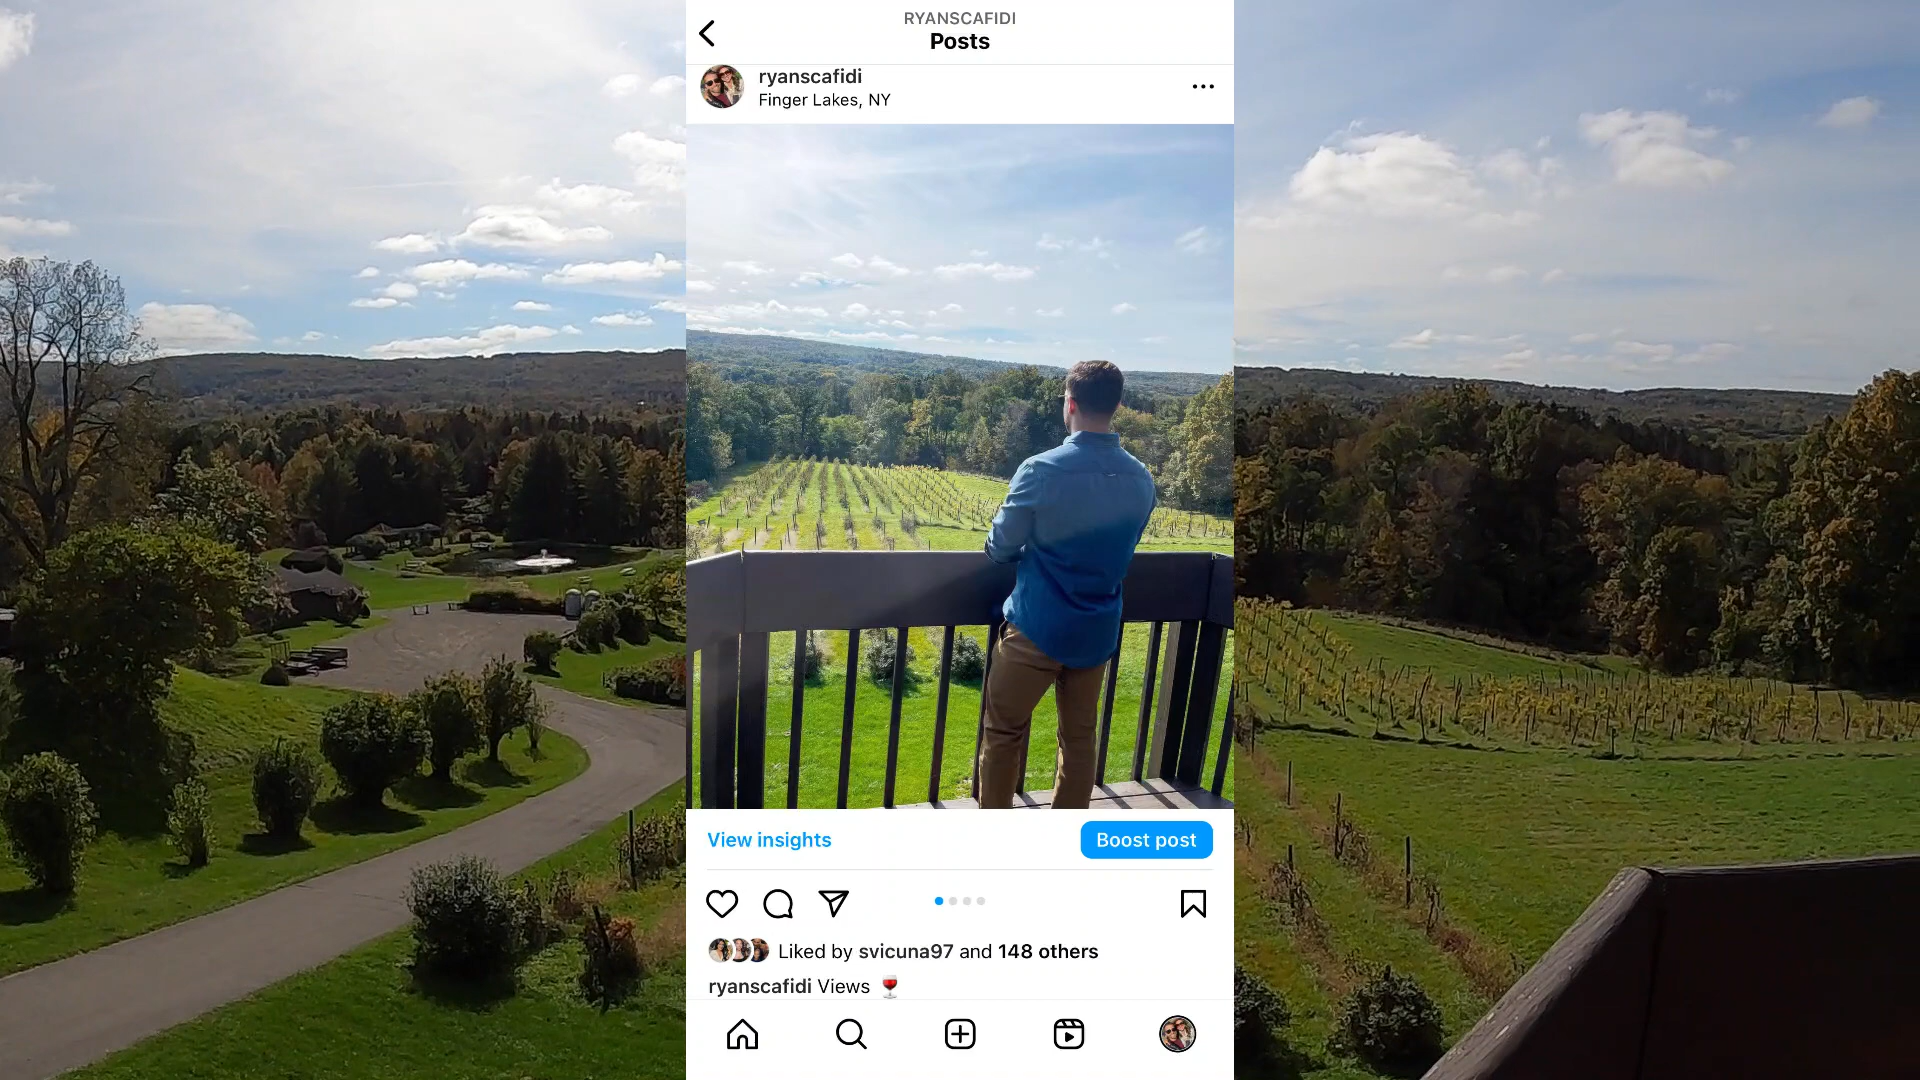 RYANSCAFIDI
Posts
ryanscafidi
Finger Lakes, NY
View insights
Boost post
Liked by svicuna97 and 148 others
ryanscafidi Views 🍷